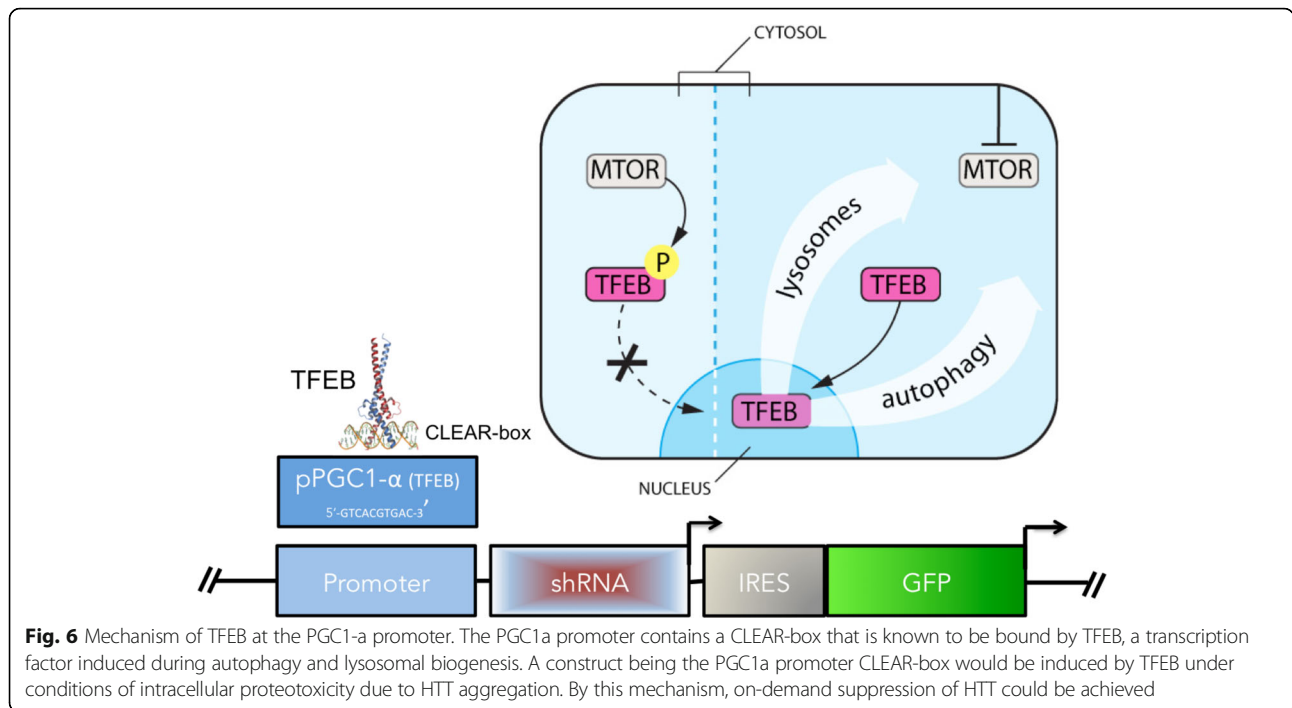 CYTOSOL
MTOR
MTOR
P
TFEB
TFEB
lysosomes
autophagy
TFEB
NUCLEUS
TFEB
CLEAR-box
pPGC1-α (TFEB)
5'-GTCACGTGAC-3'
Promoter
shRNA
IRES
GFP
Fig. 6 Mechanism of TFEB at the PGC1-a promoter. The PGC1a promoter contains a CLEAR-box that is known to be bound by TFEB, a transcription
factor induced during autophagy and lysosomal biogenesis. A construct being the PGC1a promoter CLEAR-box would be induced by TFEB under
conditions of intracellular proteotoxicity due to HTT aggregation. By this mechanism, on-demand suppression of HTT could be achieved